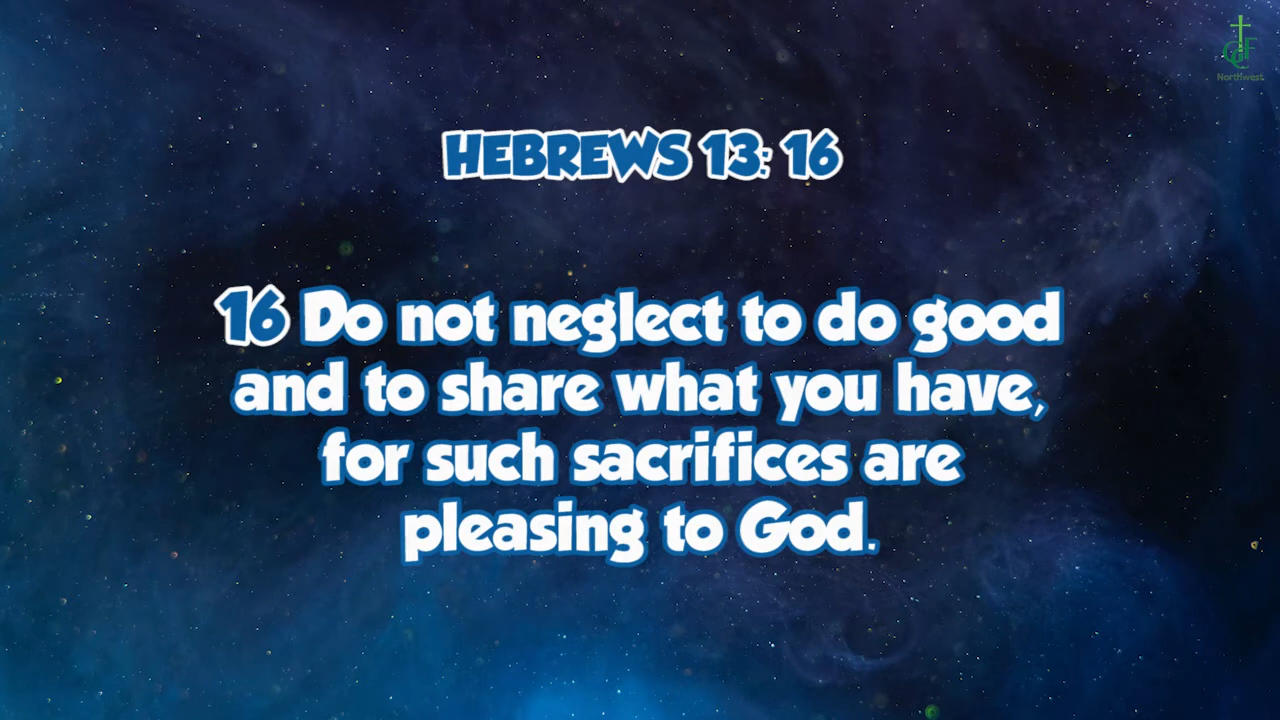 Northwest
HEBREWS 13: 16
16 Do not neglect to do good
and to share what you have,
for such sacrifices are
pleasing to God.